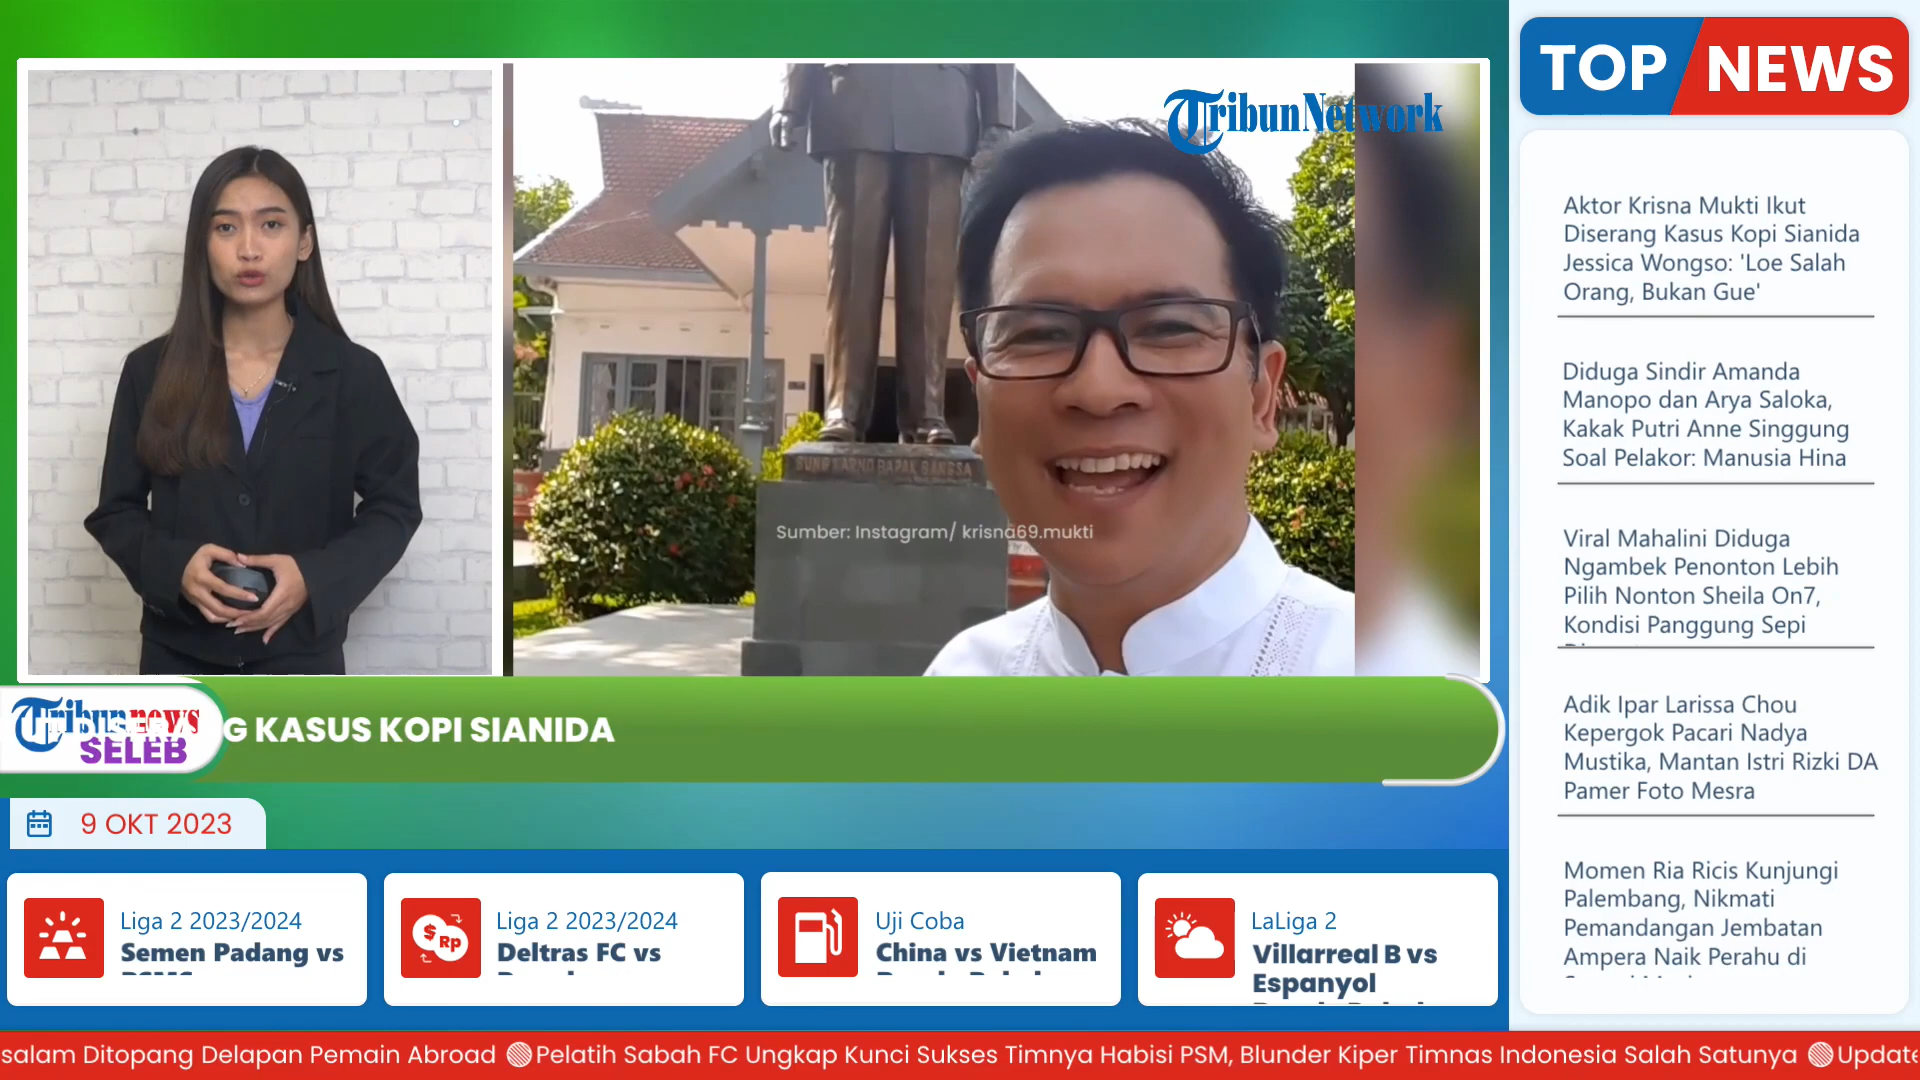 TribunNetwork
BUNG KARNO BAPAK BANGSA
Sumber: Instagram/ krisna69.mukti
Tribunnews
SELEB
G KASUS KOPI SIANIDA
9 OKT 2023
Liga 2 2023/2024
Semen Padang vs
Liga 2 2023/2024
Deltras FC vs
Uji Coba
China vs Vietnam
LaLiga 2
Villarreal B vs
Espanyol
TOP NEWS
Aktor Krisna Mukti Ikut
Diserang Kasus Kopi Sianida
Jessica Wongso: 'Loe Salah
Orang, Bukan Gue'
Diduga Sindir Amanda
Manopo dan Arya Saloka,
Kakak Putri Anne Singgung
Soal Pelakor: Manusia Hina
Viral Mahalini Diduga
Ngambek Penonton Lebih
Pilih Nonton Sheila On7,
Kondisi Panggung Sepi
Adik Ipar Larissa Chou
Kepergok Pacari Nadya
Mustika, Mantan Istri Rizki DA
Pamer Foto Mesra
Momen Ria Ricis Kunjungi
Palembang, Nikmati
Pemandangan Jembatan
Ampera Naik Perahu di
salam Ditopang Delapan Pemain Abroad Pelatih Sabah FC Ungkap Kunci Sukses Timnya Habisi PSM, Blunder Kiper Timnas Indonesia Salah Satunya Update